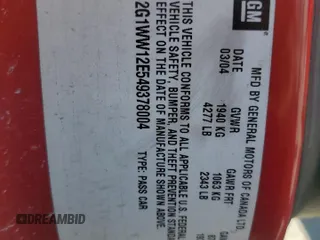 GM
MFD BY GENERAL MOTORS OF CANADA LTD.
DATE GVWR GAWR FRT
03/04 1940 KG 1063 KG
4277 LB 2343 LB
THIS VEHICLE CONFORMS TO ALL APPLICABLE U.S. FEDERAL
VEHICLE SAFETY, BUMPER, AND THEFT PREVENTION STANDARDS
EFFECT ON THE DATE OF MANUFACTURE SHOWN ABOVE.
2G1WW12E549378004 TYPE: PASS CAR
DREAMBID